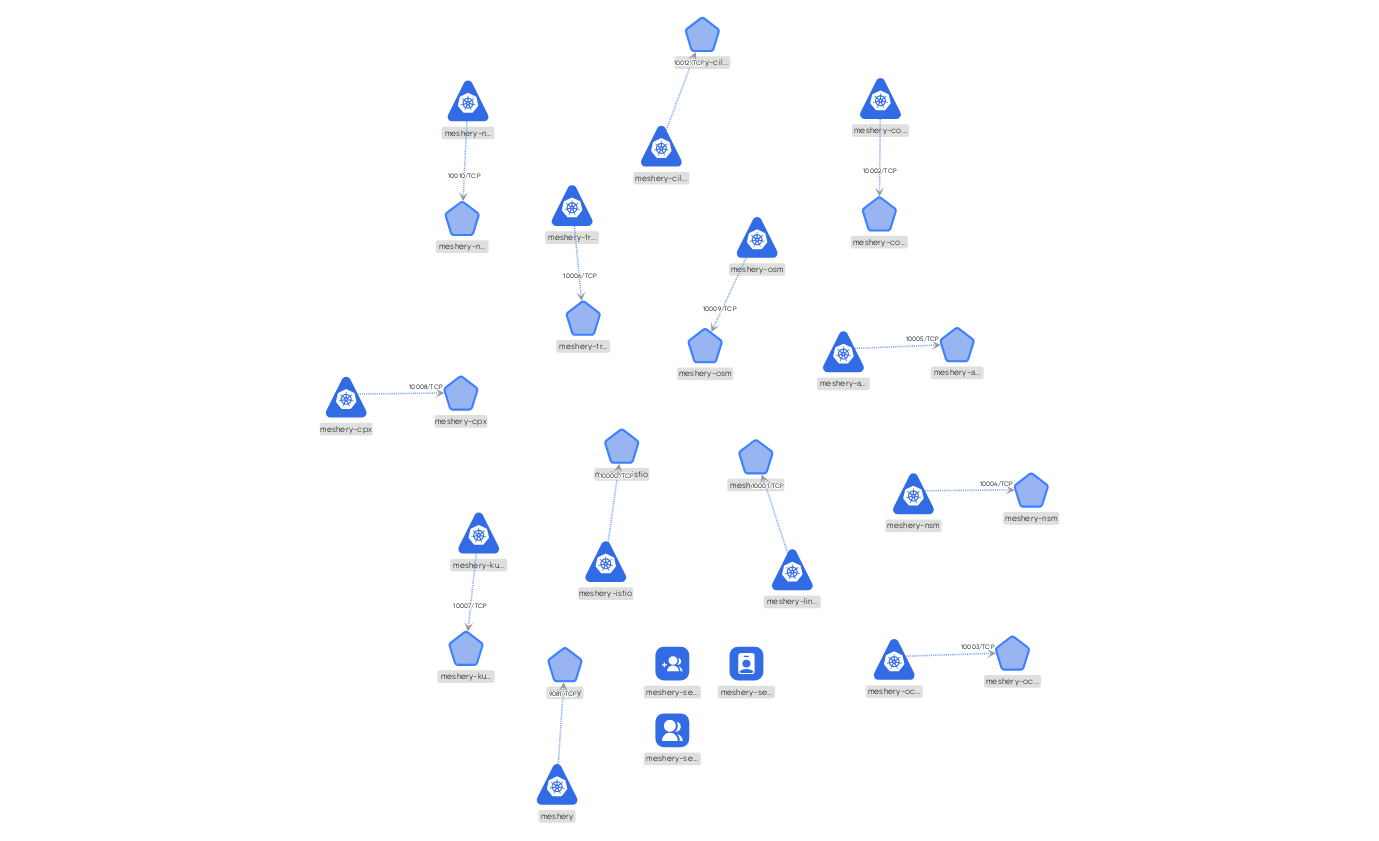 10012/TCP y-cil...
meshery-n...
meshery-co...
10002/TCP
10010/TCP
meshery-cil...
meshery-tr...
meshery-n...
meshery-co...
meshery-osm
10006/TCP
10009/TCP
10005/TCP
meshery-tr...
meshery-osm
meshery-a...
meshery-a...
10008/TCP
meshery-cpx
meshery-cpx
10000/TCP istio
mesh 10001/TCP
10004/TCP
meshery-nsm
meshery-nsm
meshery-ku...
meshery-istio
meshery-lin...
10007/TCP
10003/TCP
meshery-ku...
meshery-oc...
meshery-oc...
9081/TCP y
meshery-se...
meshery-se...
meshery-se...
meshery